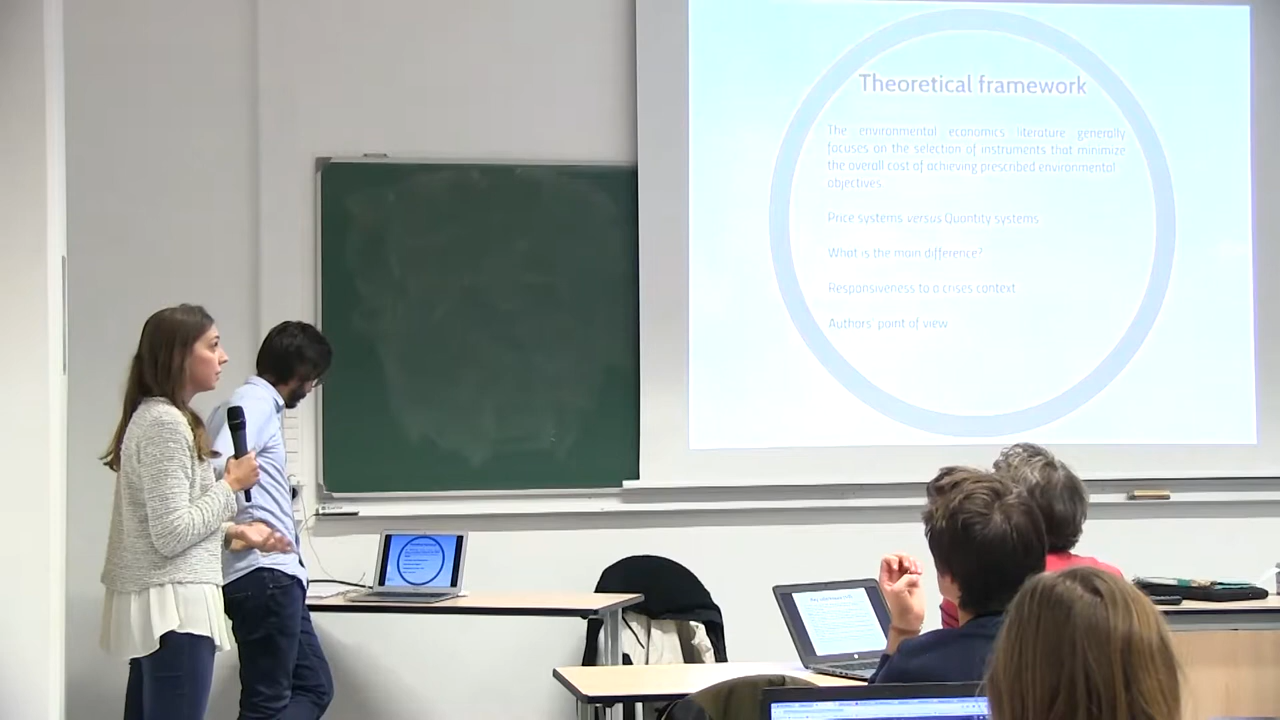 Theoretical framework
The environmental economics literature generally
focuses on the selection of instruments that minimize
the overall cost of achieving prescribed environmental
objectives
Price systems versus Quantity systems
What is the main difference?
Responsiveness to a crises context
Authors' point of view
Theoretical framework